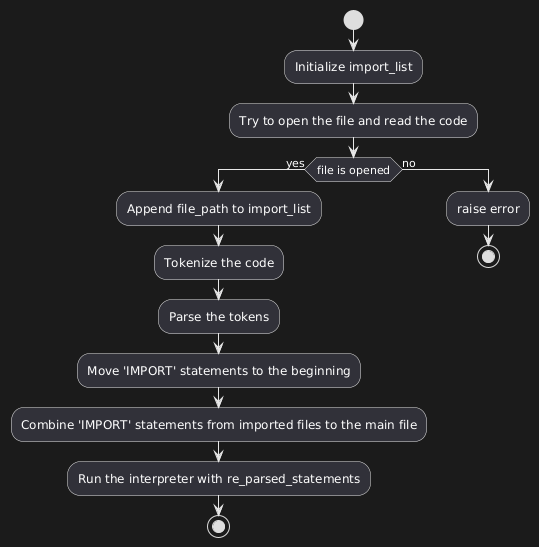 Initialize import_list
Try to open the file and read the code
yes
file is opened
no
Append file_path to import_list
raise error
Tokenize the code
Parse the tokens
Move 'IMPORT' statements to the beginning
Combine 'IMPORT' statements from imported files to the main file
Run the interpreter with re_parsed_statements